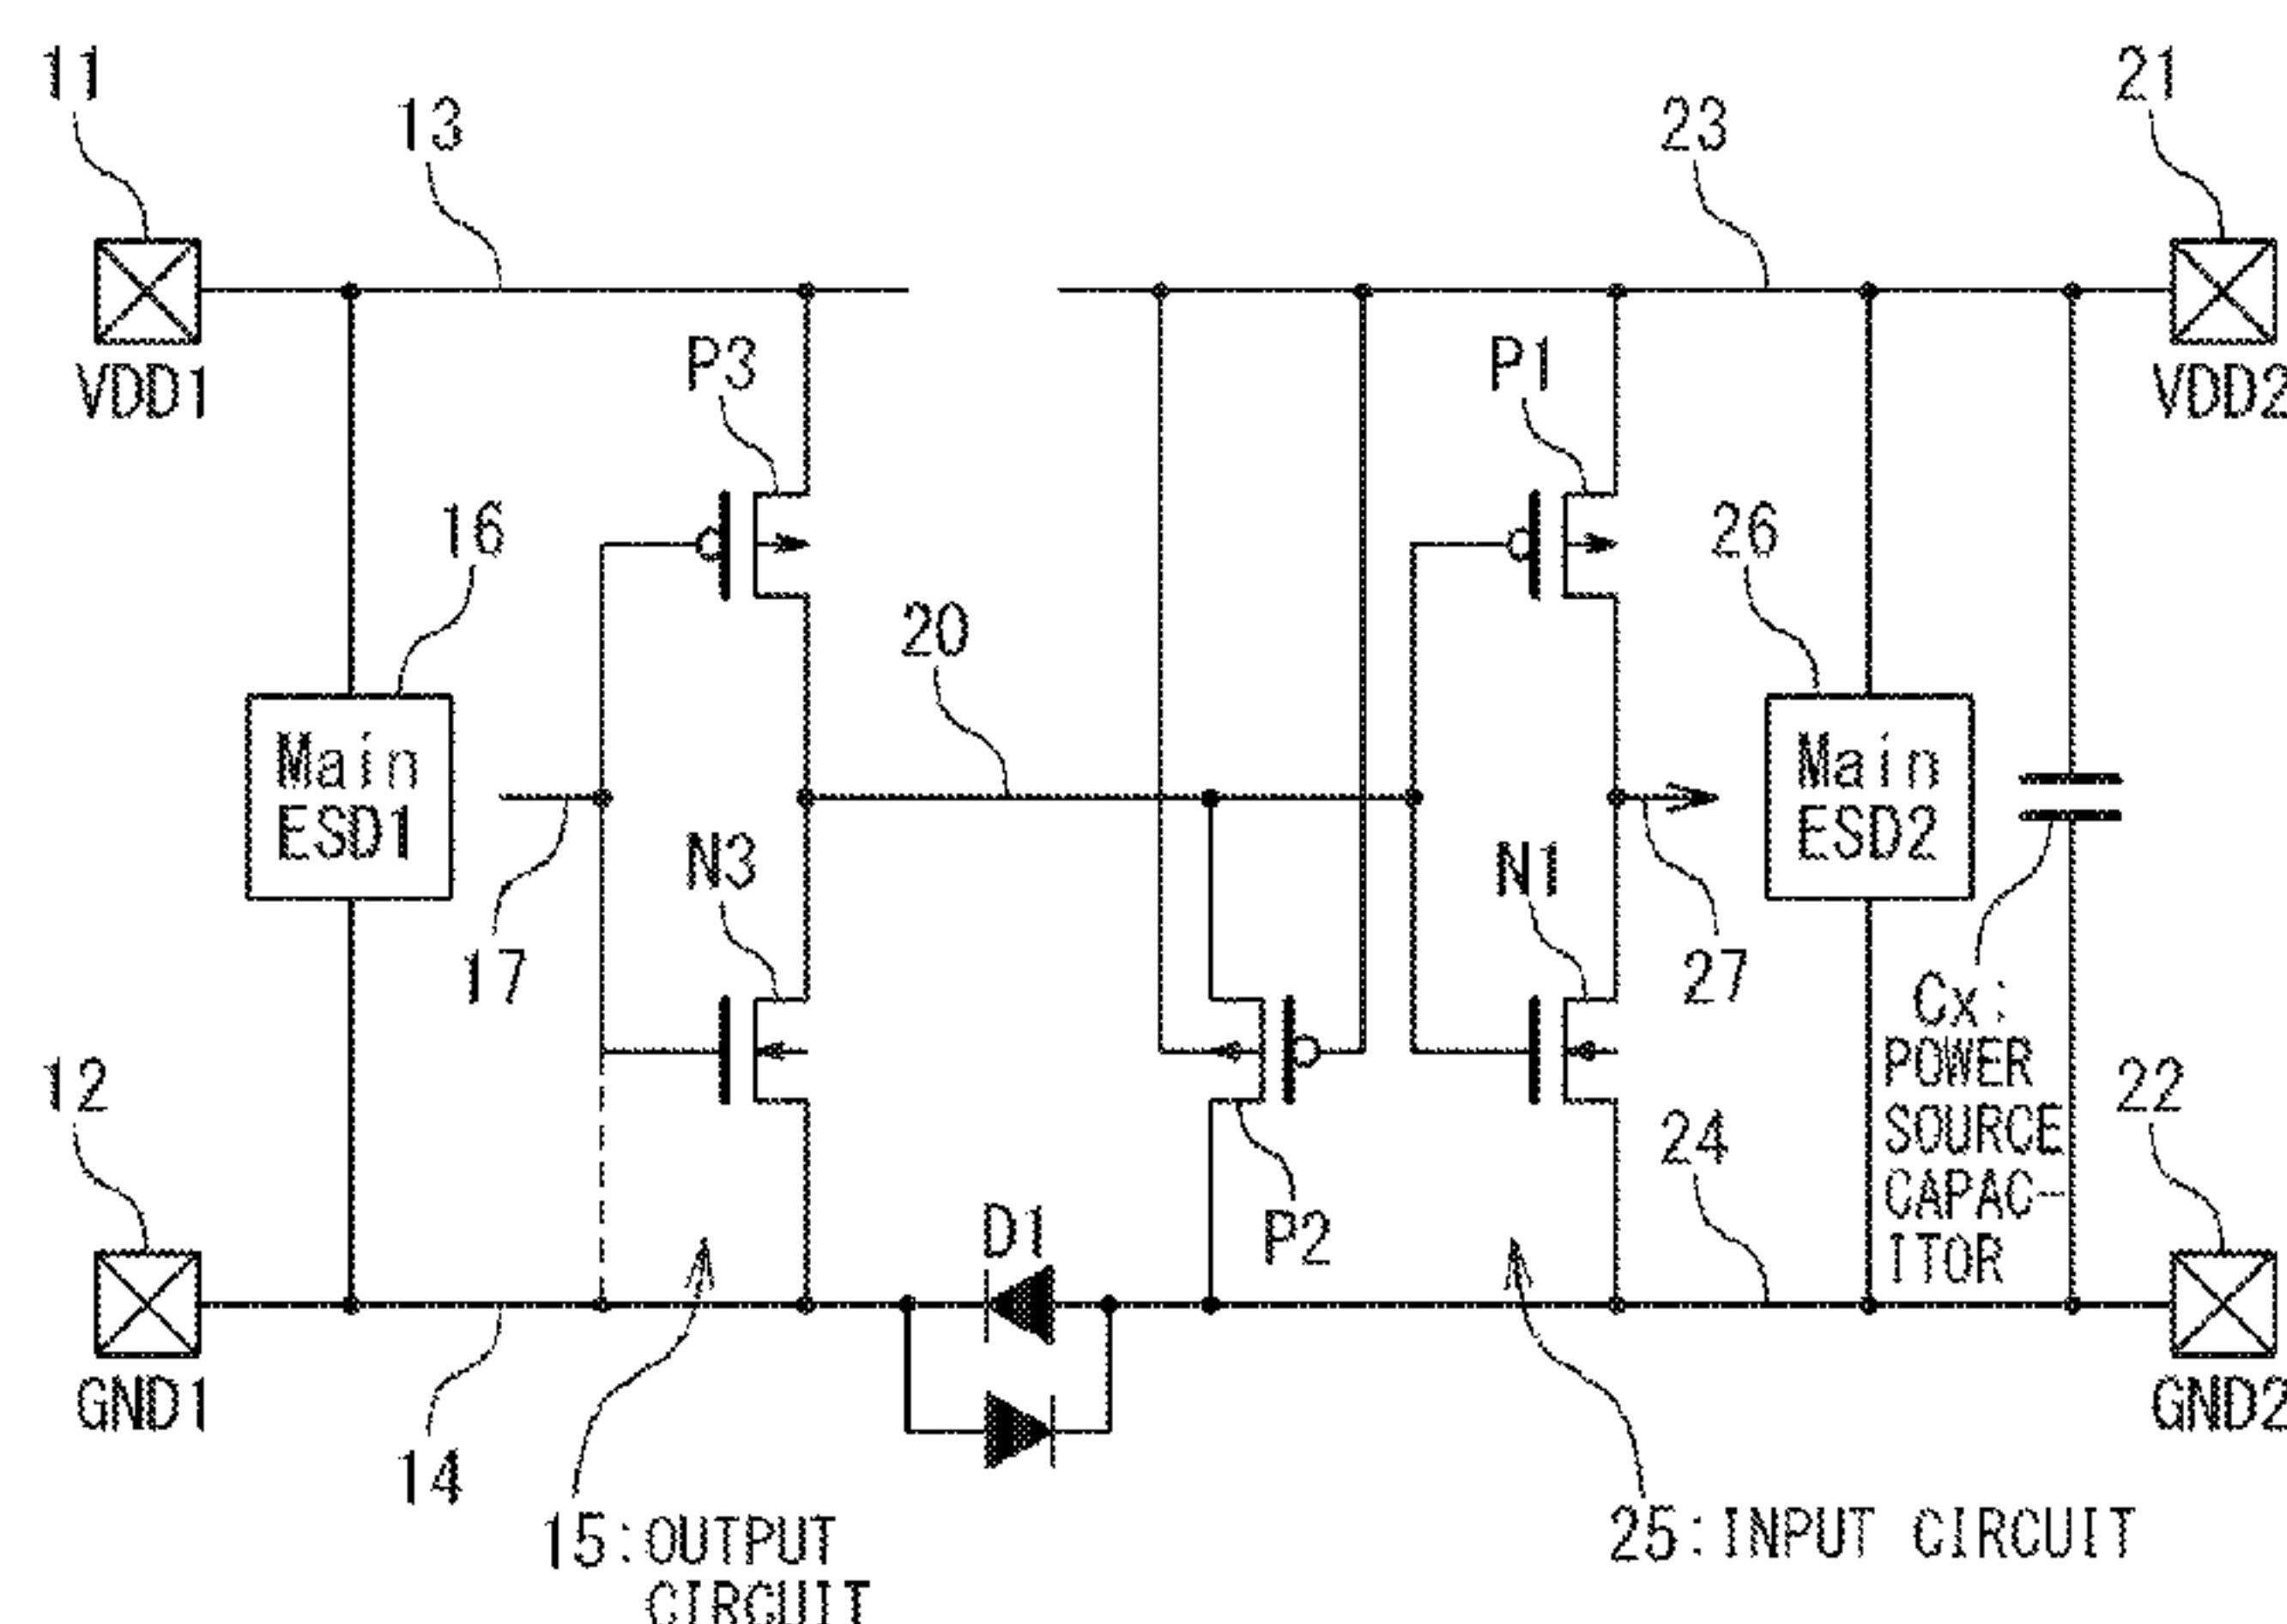 11
13
23
21
VDD1
P3
P1
VDD2
16
26
20
Main
ESD1
Main
ESD2
N3
N1
17
27
Cx:
POWER
SOURCE
CAPAC-
ITOR
12
22
24
D1
P2
GND1
GND2
14
15:OUTPUT
CIRCUIT
25:INPUT CIRCUIT